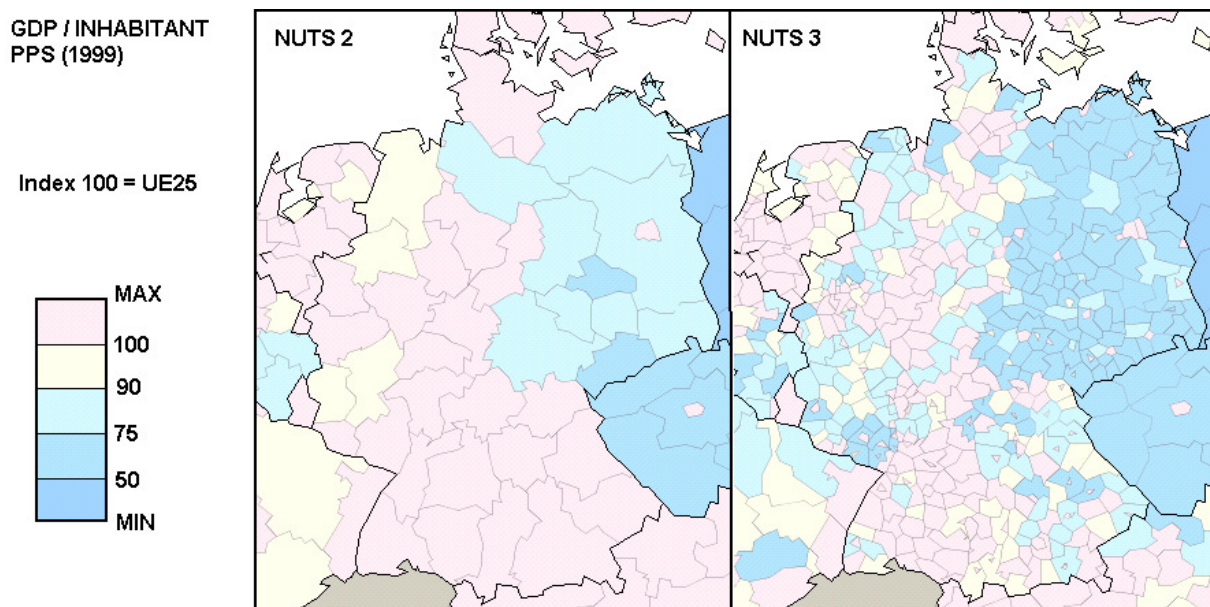 GDP / INHABITANT
PPS (1999)
Index 100 = UE25
MAX
100
90
75
50
MIN
NUTS 2
NUTS 3